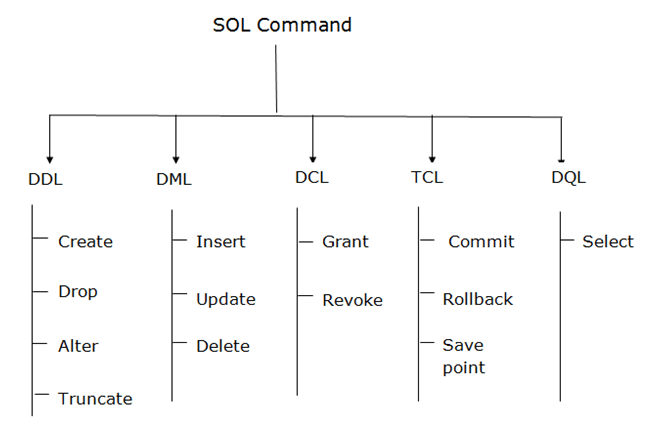 SOL Command
DDL
DML
DCL
TCL
DQL
Create
Drop
Alter
Truncate
Insert
Update
Delete
Grant
Revoke
Commit
Rollback
Save
point
Select